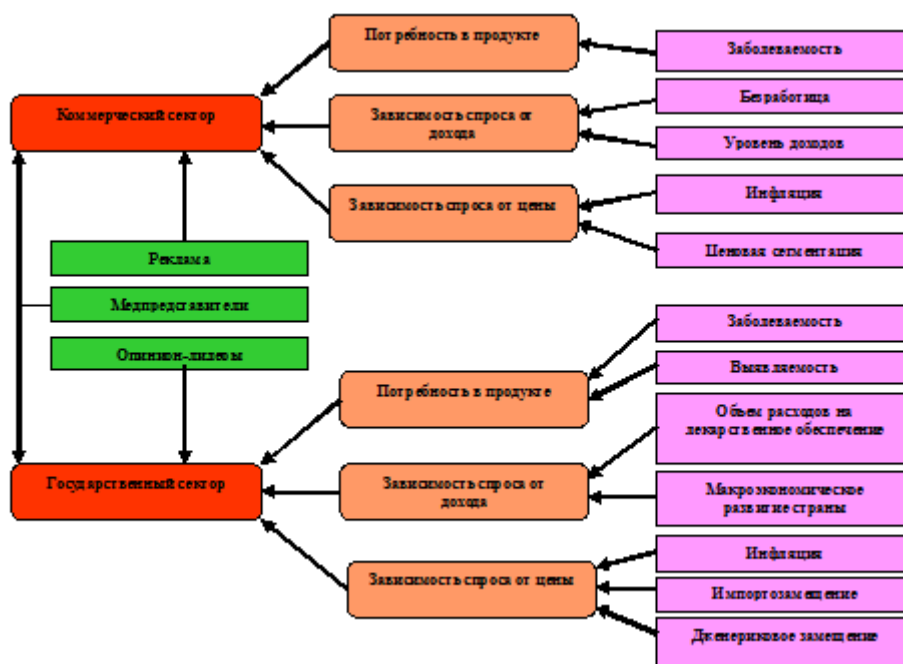 Потребность в продукте
Заболеваемость
Коммерческий сектор
Зависимость спроса от
дохода
Безработица
Уровень доходов
Зависимость спроса от цены
Инфляция
Ценовая сегментация
Реклама
Медпредставители
Опинион-лидеры
Заболеваемость
Потребность в продукте
Выявляемость
Объем расходов на
лекарственное обеспечение
Государственный сектор
Зависимость спроса от
дохода
Макроэкономическое
развитие страны
Зависимость спроса от цены
Инфляция
Импортозамещение
Дженериковое замещение